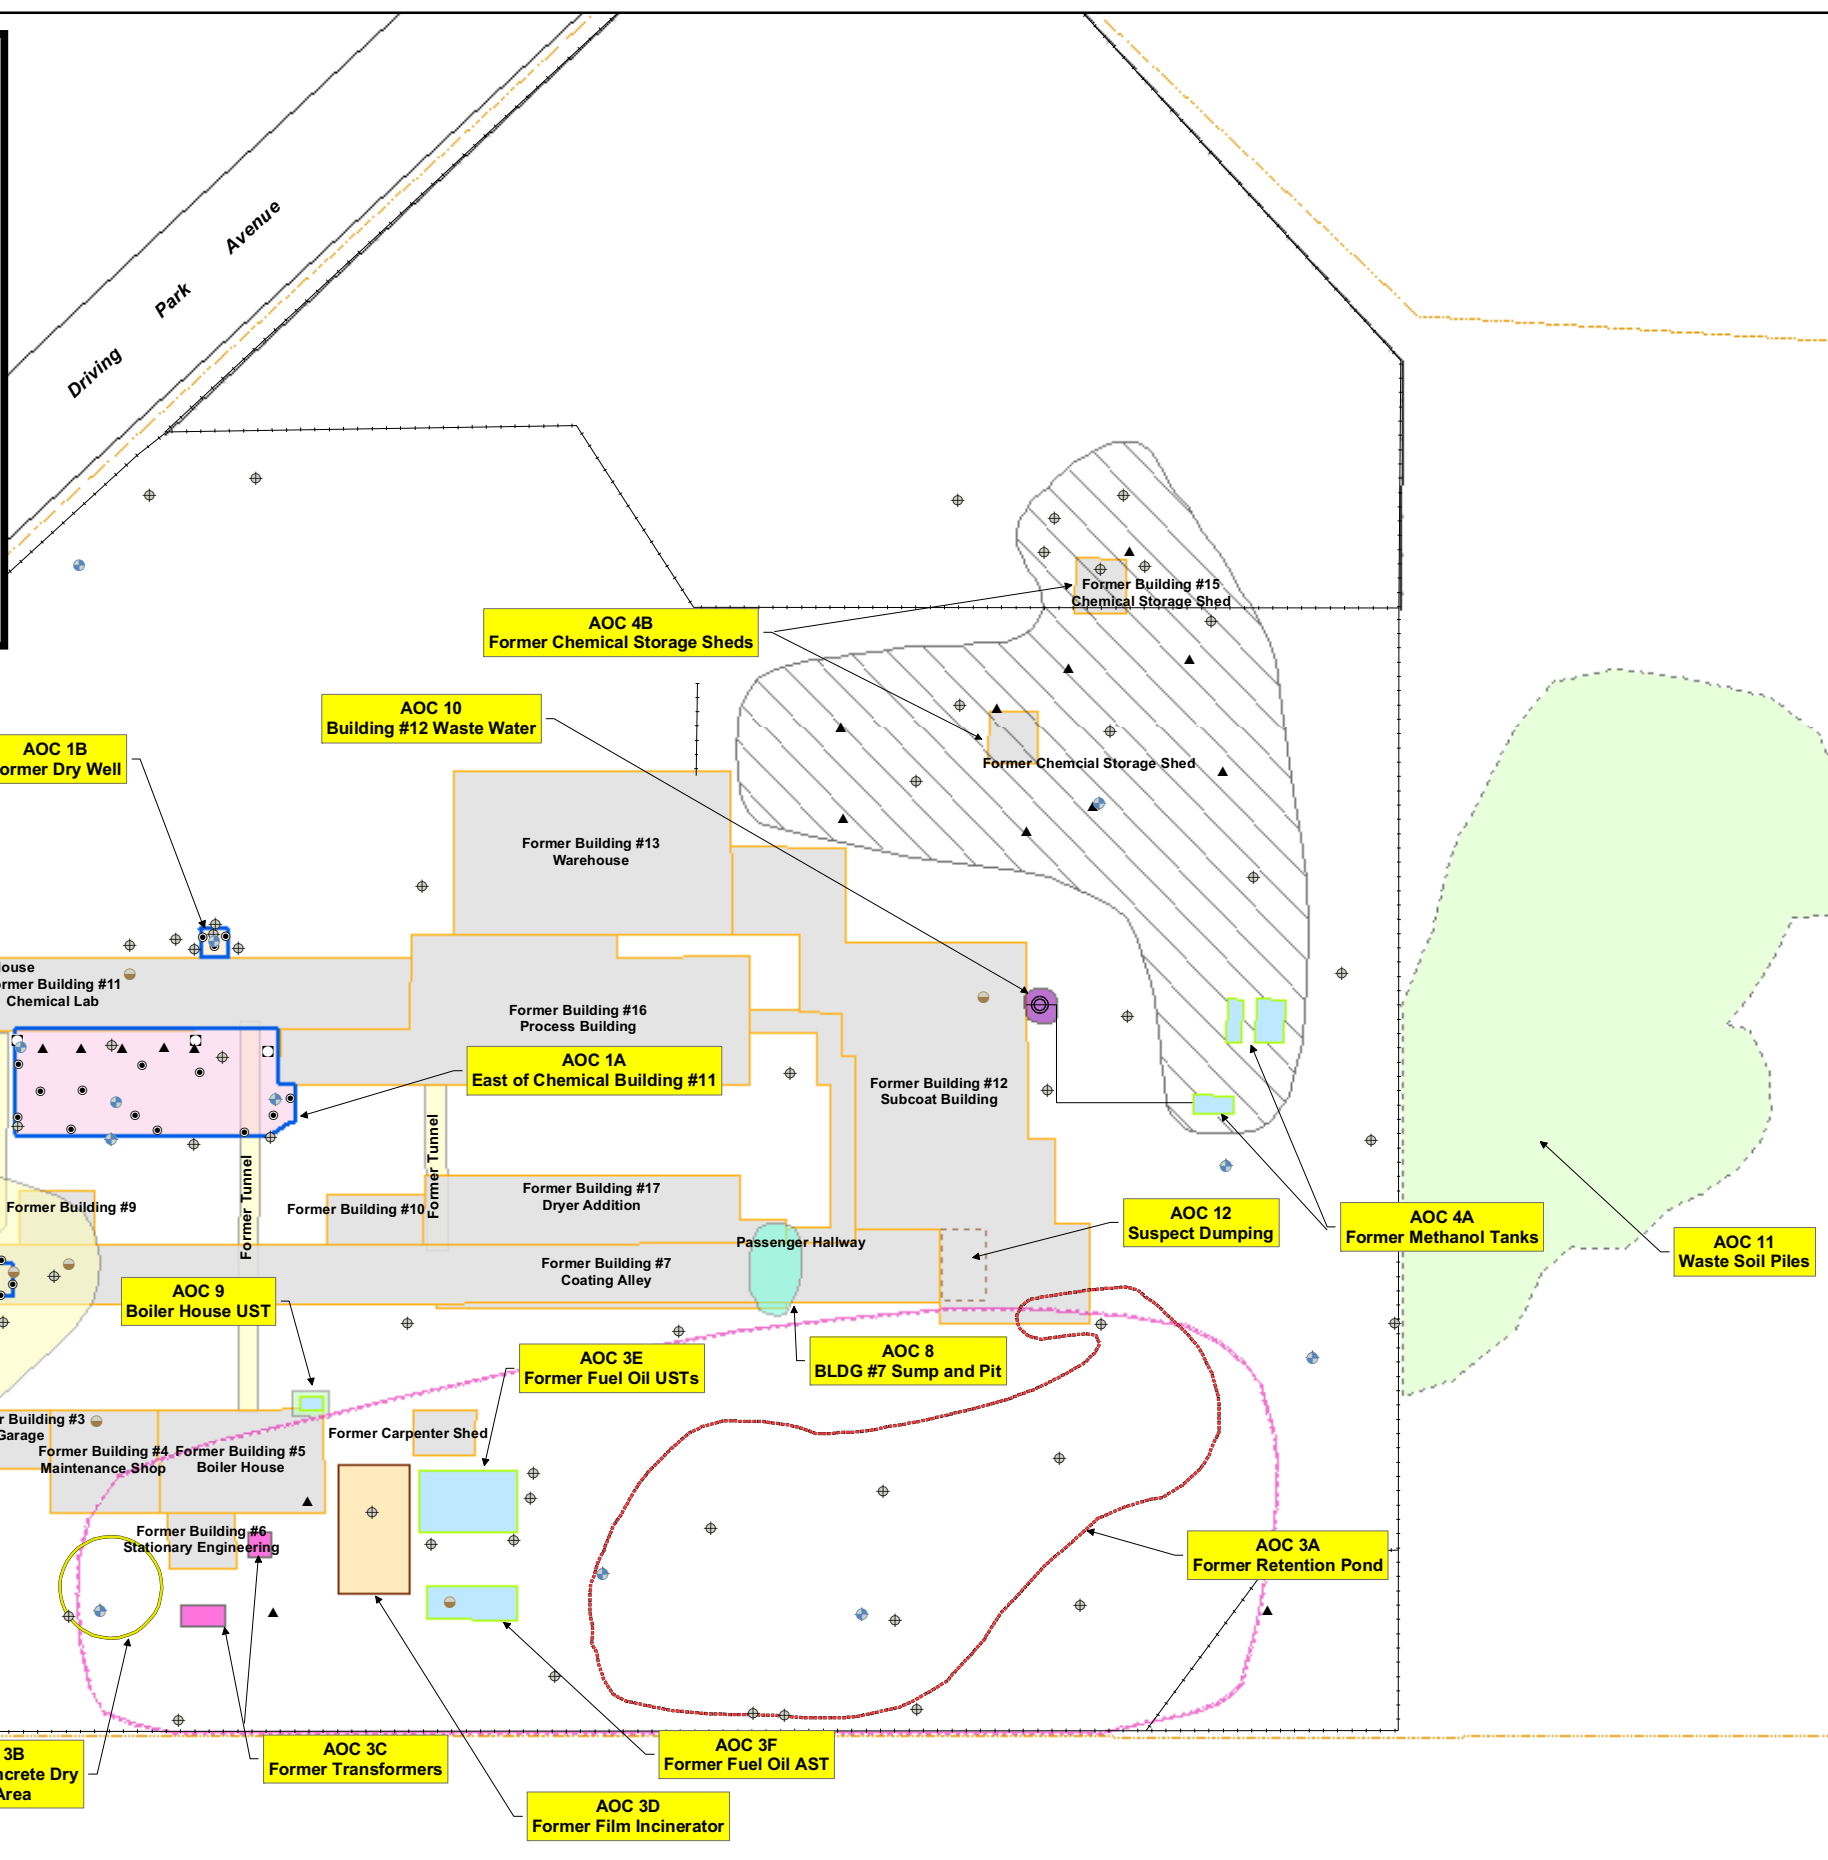 Driving Park Avenue
AOC 4B
Former Chemical Storage Sheds
Former Building #15
Chemical Storage Shed
AOC 10
Building #12 Waste Water
AOC 1B
ormer Dry Well
Former Chemcial Storage Shed
Former Building #13
Warehouse
ouse
rmer Building #11
Chemical Lab
Former Building #16
Process Building
AOC 1A
East of Chemical Building #11
Former Building #12
Subcoat Building
Former Tunnel
Former Tunnel
Former Building #9
Former Building #10
Former Building #17
Dryer Addition
Passenger Hallway
Former Building #7
Coating Alley
AOC 12
Suspect Dumping
AOC 4A
Former Methanol Tanks
AOC 11
Waste Soil Piles
AOC 9
Boiler House UST
AOC 3E
Former Fuel Oil USTs
AOC 8
BLDG #7 Sump and Pit
r Building #3
Garage
Former Building #4
Maintenance Shop
Former Building #5
Boiler House
Former Carpenter Shed
Former Building #6
Stationary Engineering
AOC 3A
Former Retention Pond
3B
ncrete Dry
Area
AOC 3C
Former Transformers
AOC 3F
Former Fuel Oil AST
AOC 3D
Former Film Incinerator